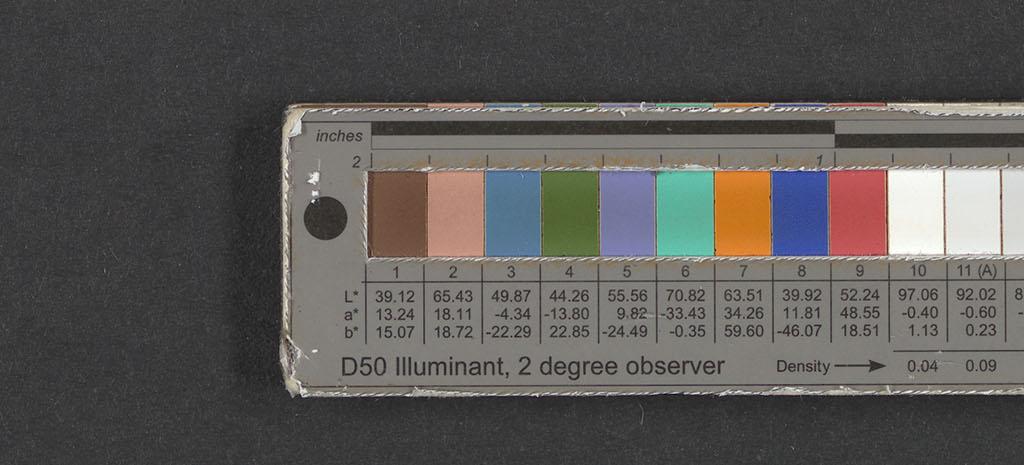 inches
2 1
1 2 3 4 5 6 7 8 9 10 11 (A)
L* 39.12 65.43 49.87 44.26 55.56 70.82 63.51 39.92 52.24 97.06 92.02 8
a* 13.24 18.11 -4.34 -13.80 9.82 -33.43 34.26 11.81 48.55 -0.40 -0.60 -
b* 15.07 18.72 -22.29 22.85 -24.49 -0.35 59.60 -46.07 18.51 1.13 0.23
D50 Illuminant, 2 degree observer Density 0.04 0.09